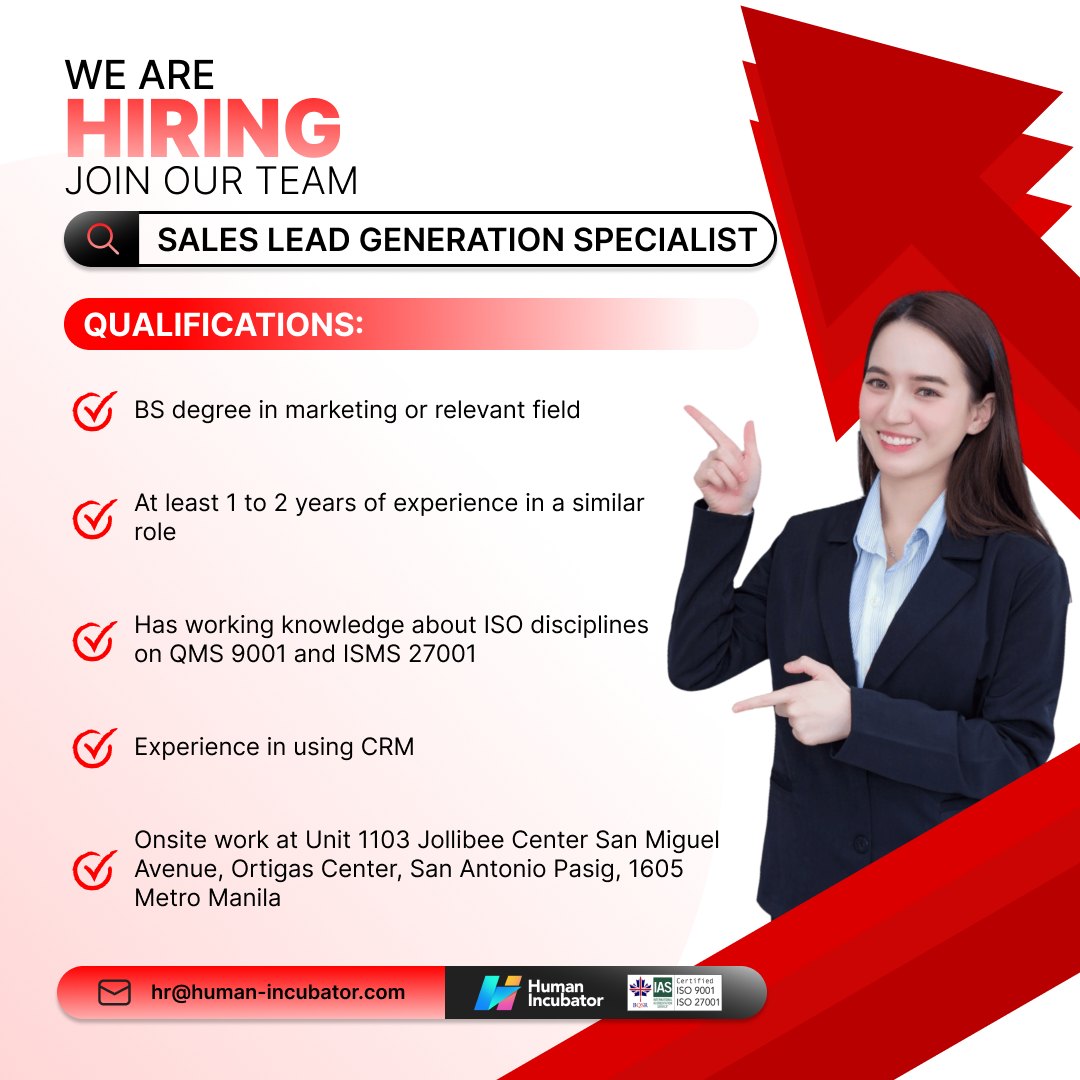 WE ARE
HIRING
JOIN OUR TEAM
SALES LEAD GENERATION SPECIALIST
QUALIFICATIONS:
BS degree in marketing or relevant field
At least 1 to 2 years of experience in a similar
role
Has working knowledge about ISO disciplines
on QMS 9001 and ISMS 27001
Experience in using CRM
Onsite work at Unit 1103 Jollibee Center San Miguel
Avenue, Ortigas Center, San Antonio Pasig, 1605
Metro Manila
hr@human-incubator.com
Human
Incubator
IAS
Certified
ISO 9001
ISO 27001